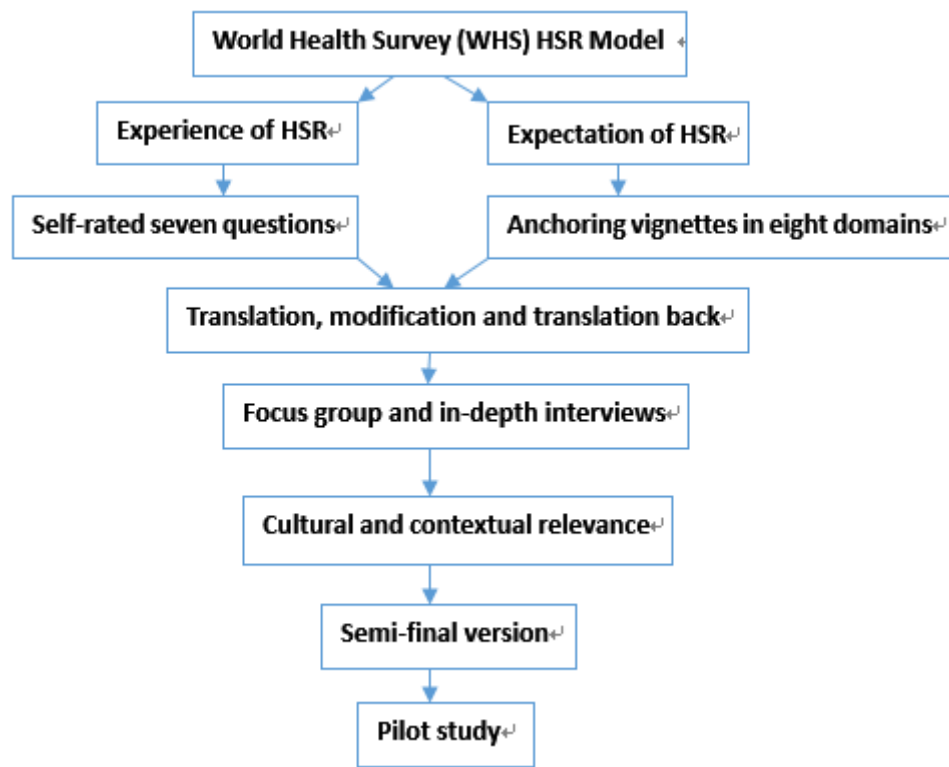 World Health Survey (WHS) HSR Model
Experience of HSR
Expectation of HSR
Self-rated seven questions
Anchoring vignettes in eight domains
Translation, modification and translation back
Focus group and in-depth interviews
Cultural and contextual relevance
Semi-final version
Pilot study